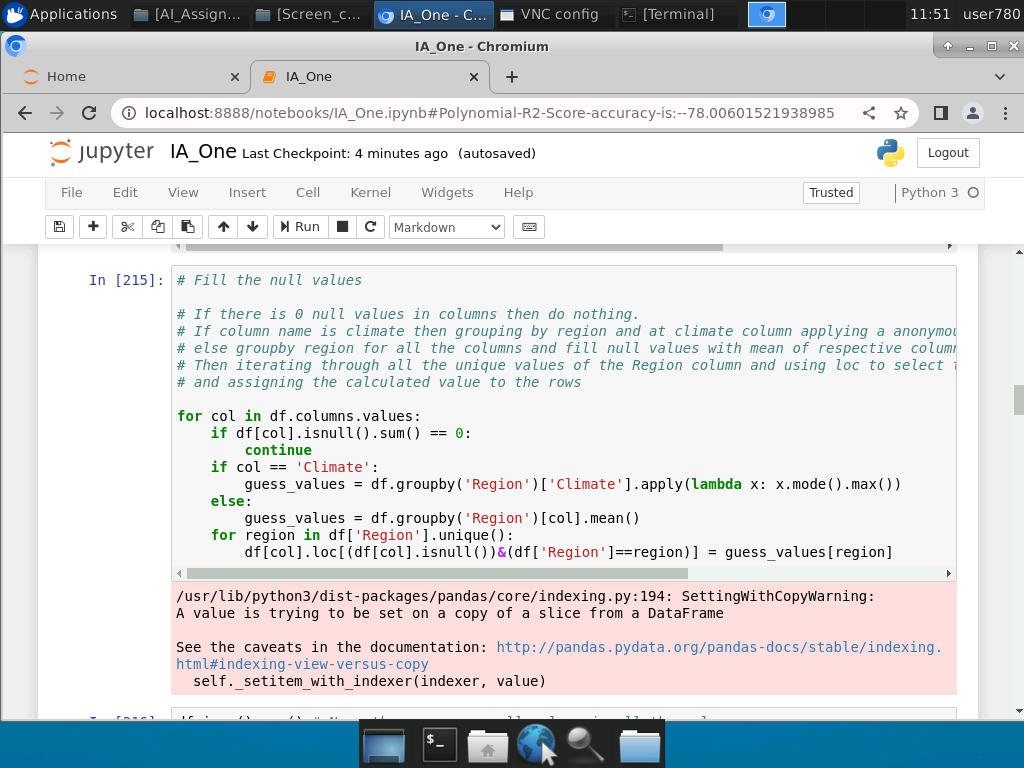 Applications [AI_Assign... [Screen_c... IA_One - C... VNC config [Terminal] 11:51 user780
IA_One - Chromium
Home IA_One
localhost:8888/notebooks/IA_One.ipynb#Polynomial-R2-Score-accuracy-is:--78.00601521938985
jupyter IA_One Last Checkpoint: 4 minutes ago (autosaved) Logout
File Edit View Insert Cell Kernel Widgets Help Trusted Python 3
Run Markdown
In [215]: # Fill the null values
# If there is 0 null values in columns then do nothing.
# If column name is climate then grouping by region and at climate column applying a anonymou
# else groupby region for all the columns and fill null values with mean of respective column
# Then iterating through all the unique values of the Region column and using loc to select t
# and assigning the calculated value to the rows
for col in df.columns.values:
if df[col].isnull().sum() == 0:
continue
if col == 'Climate':
guess_values = df.groupby('Region')['Climate'].apply(lambda x: x.mode().max())
else:
guess_values = df.groupby('Region')[col].mean()
for region in df['Region'].unique():
df[col].loc[(df[col].isnull())&(df['Region']==region)] = guess_values[region]
/usr/lib/python3/dist-packages/pandas/core/indexing.py:194: SettingWithCopyWarning:
A value is trying to be set on a copy of a slice from a DataFrame
See the caveats in the documentation: http://pandas.pydata.org/pandas-docs/stable/indexing.
html#indexing-view-versus-copy
self._setitem_with_indexer(indexer, value)